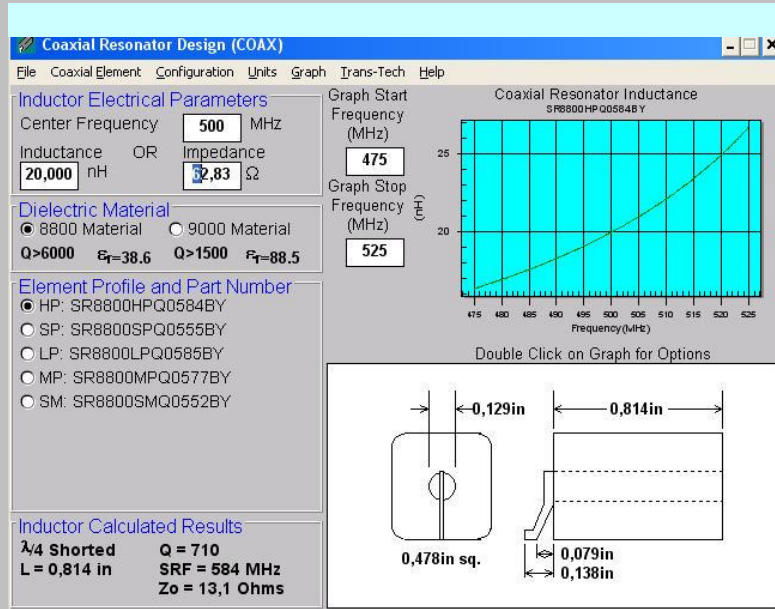 Coaxial Resonator Design (COAX)
File Coaxial Element Configuration Units Graph Trans-Tech Help
Inductor Electrical Parameters
Center Frequency 500 MHz
Inductance OR Impedance
20,000 nH 62,83 Ω
Dielectric Material
8800 Material 9000 Material
Q>6000 εr=38.6 Q>1500 εr=88.5
Element Profile and Part Number
HP: SR8800HPQ0584BY
SP: SR8800SPQ0555BY
LP: SR8800LPQ0585BY
MP: SR8800MPQ0577BY
SM: SR8800SMQ0552BY
Inductor Calculated Results
λ/4 Shorted Q = 710
L = 0,814 in SRF = 584 MHz
Zo = 13,1 Ohms
Graph Start
Frequency
(MHz)
475
Graph Stop
Frequency
(MHz)
525
Coaxial Resonator Inductance
SR8800HPQ0584BY
25
(nH)
20
475 480 485 490 495 500 505 510 515 520 525
Frequency(MHz)
Double Click on Graph for Options
0,129in 0,814in
0,478in sq.
0,079in
0,138in